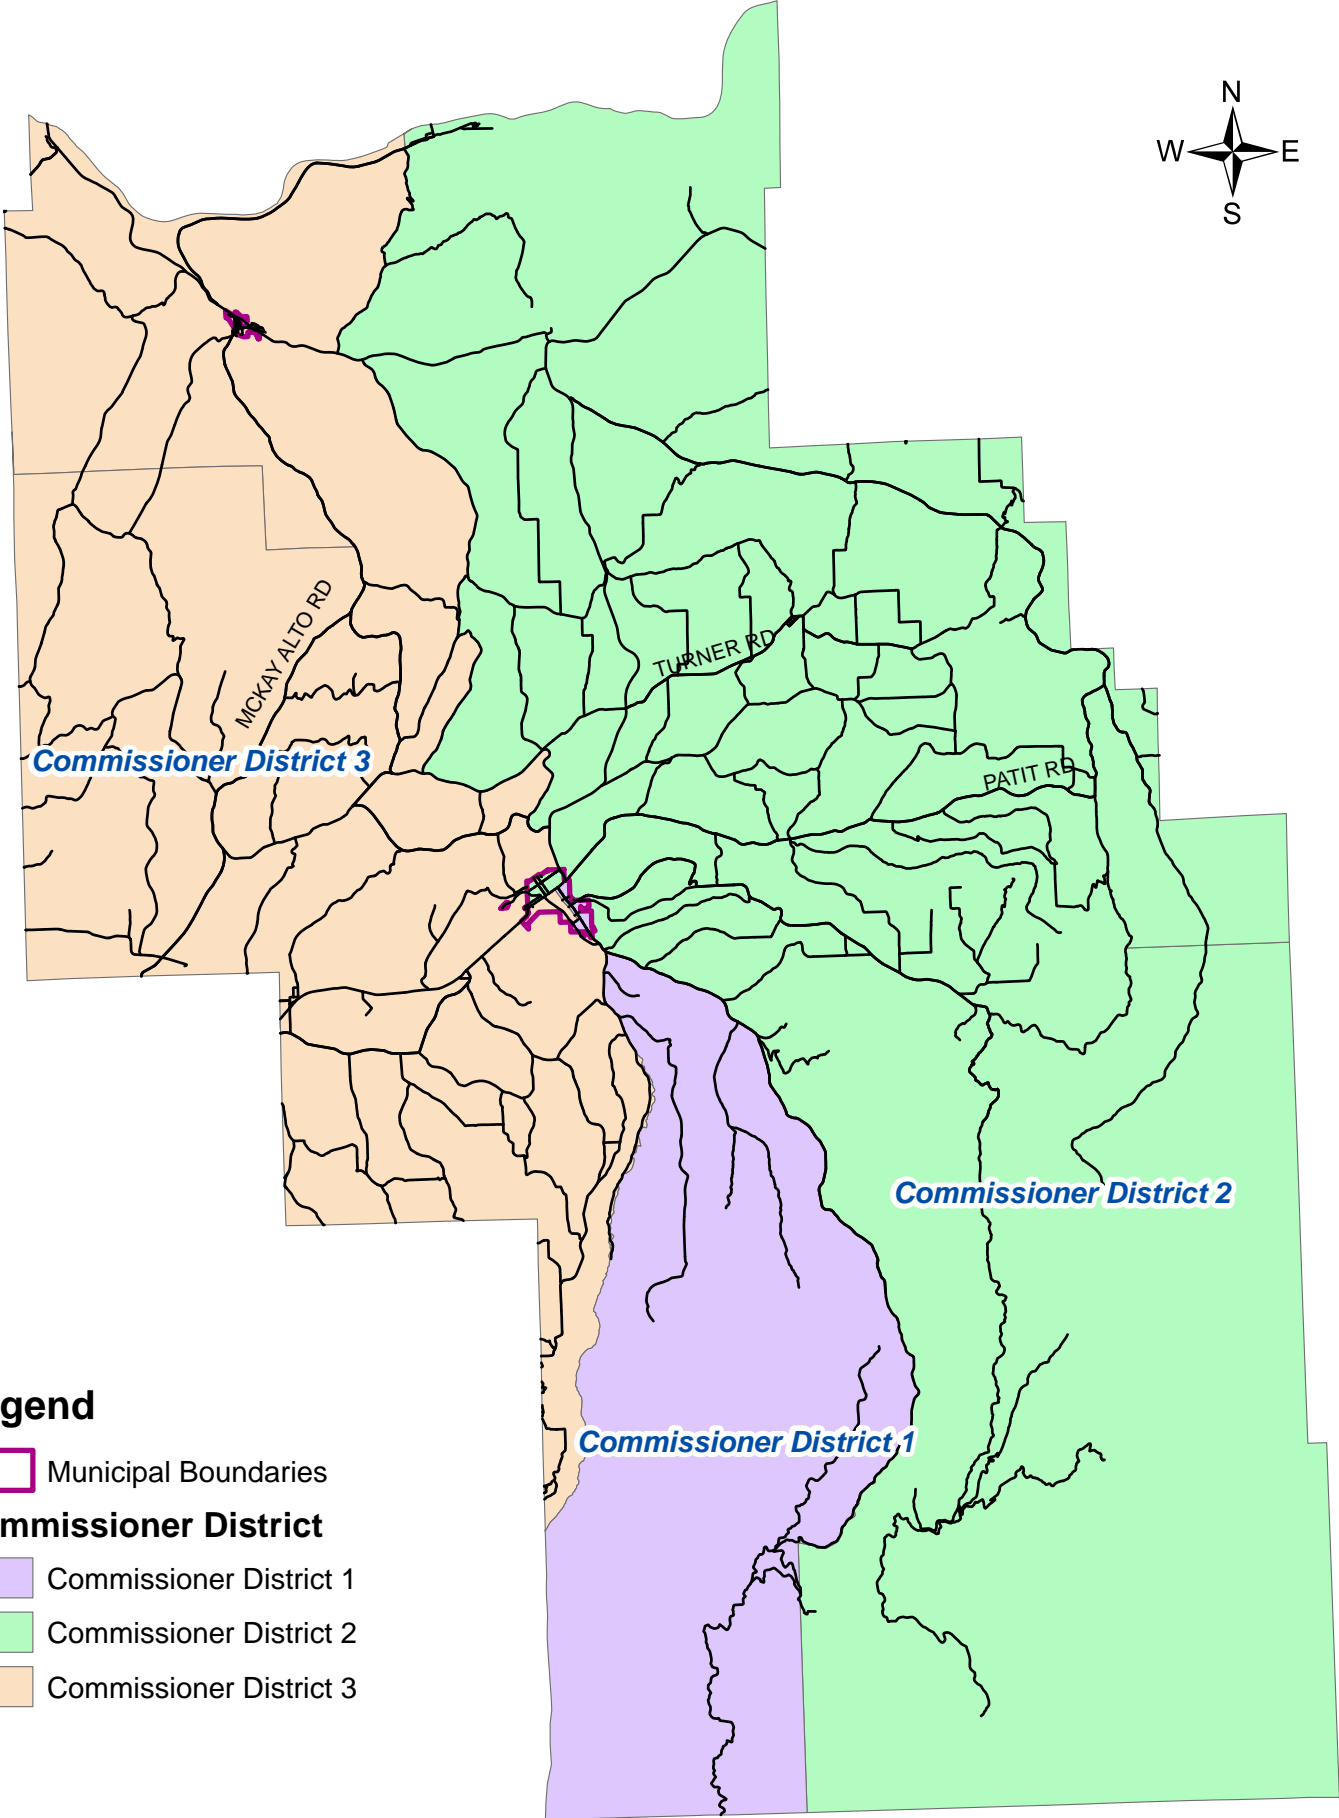 N
W E
S
MCKAY ALTO RD
TURNER RD
Commissioner District 3
PATIT RD
Commissioner District 2
Commissioner District 1
gend
Municipal Boundaries
mmissioner District
Commissioner District 1
Commissioner District 2
Commissioner District 3